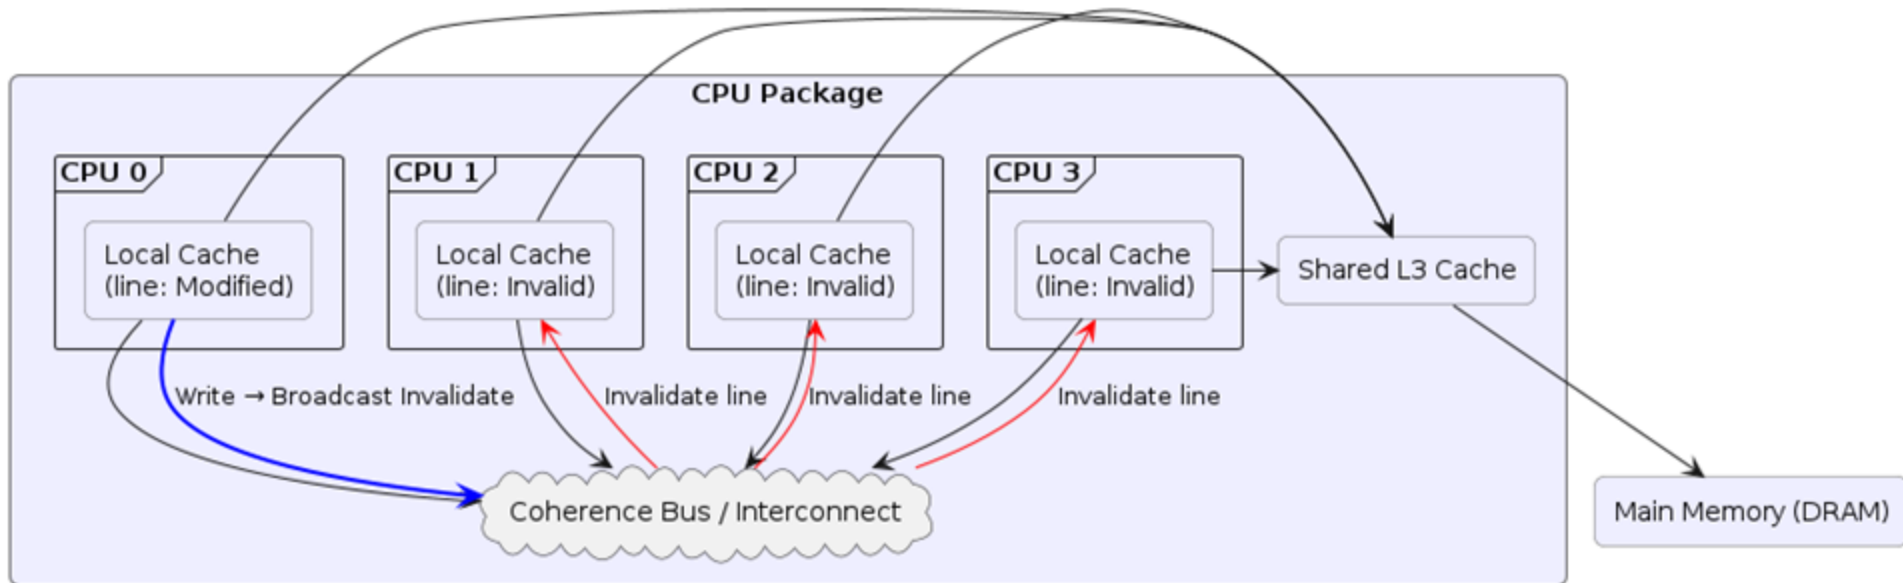 CPU Package
CPU 0
CPU 1
CPU 2
CPU 3
Local Cache
(line: Modified)
Local Cache
(line: Invalid)
Local Cache
(line: Invalid)
Local Cache
(line: Invalid)
Shared L3 Cache
Write → Broadcast Invalidate
Invalidate line
Invalidate line
Invalidate line
Coherence Bus / Interconnect
Main Memory (DRAM)